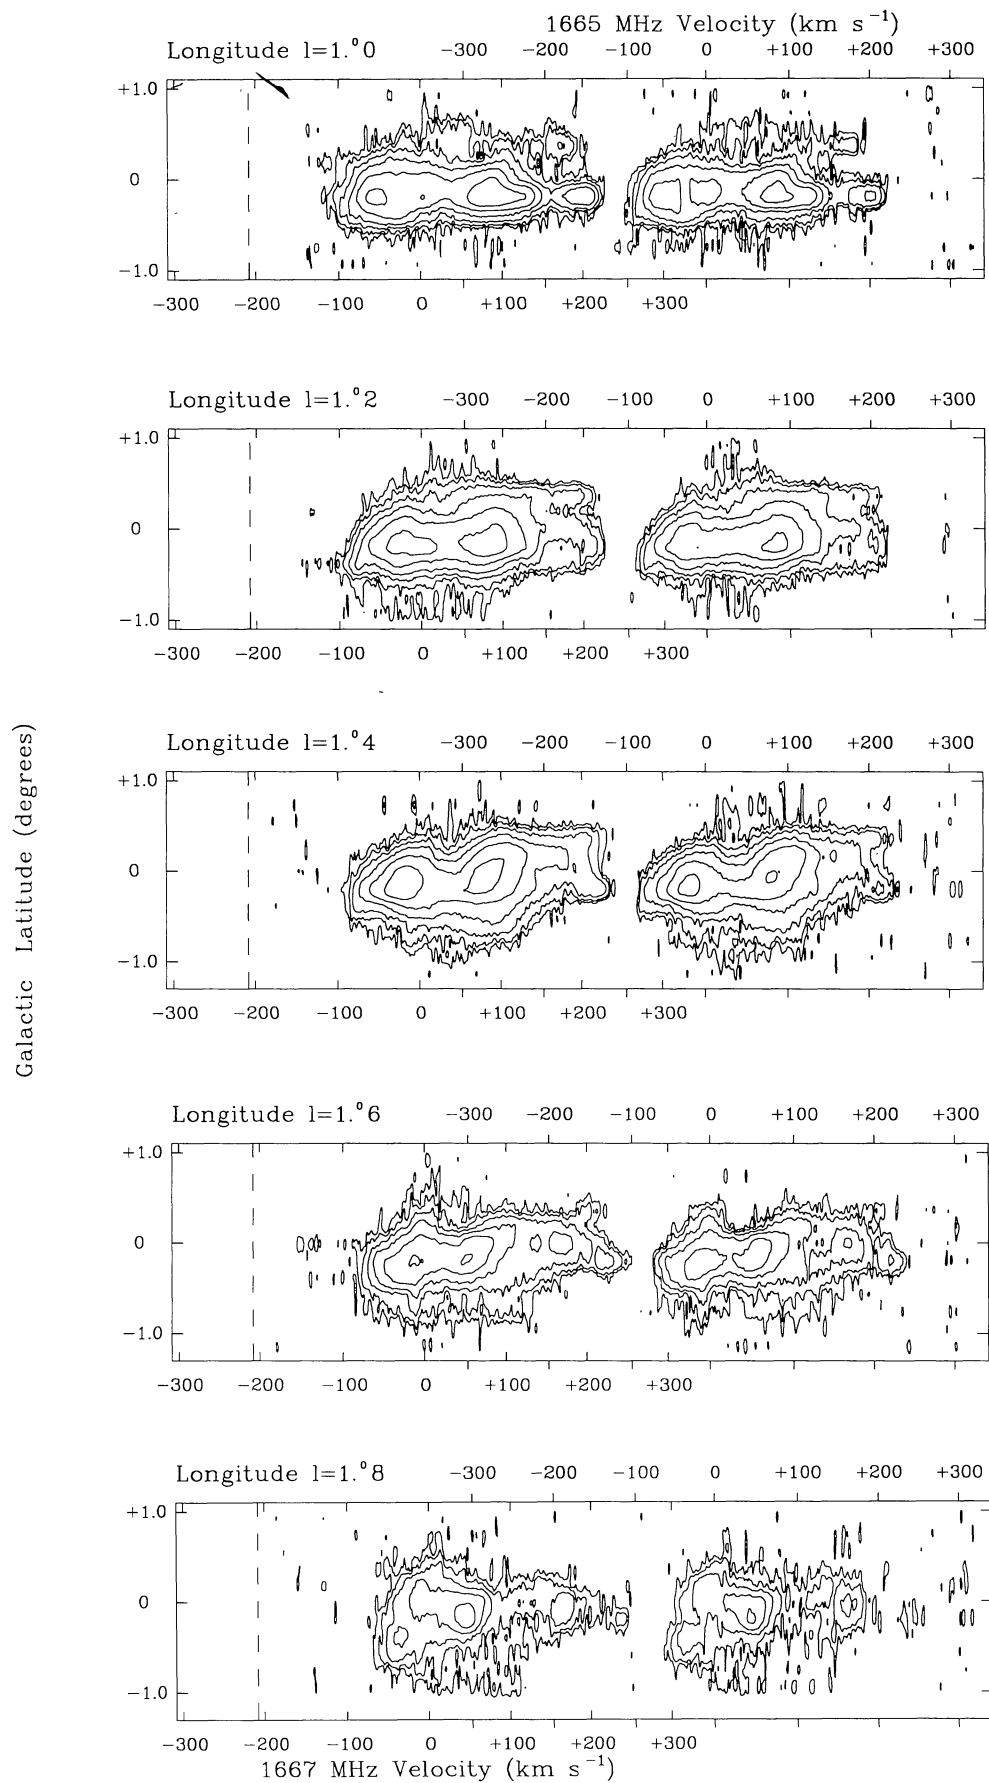 1665 MHz Velocity (km s⁻¹)
Longitude l=1.°0 -300 -200 -100 0 +100 +200 +300
+1.0
0
-1.0
-300 -200 -100 0 +100 +200 +300
Longitude l=1.°2 -300 -200 -100 0 +100 +200 +300
+1.0
0
-1.0
-300 -200 -100 0 +100 +200 +300
Galactic Latitude (degrees)
Longitude l=1.°4 -300 -200 -100 0 +100 +200 +300
+1.0
0
-1.0
-300 -200 -100 0 +100 +200 +300
Longitude l=1.°6 -300 -200 -100 0 +100 +200 +300
+1.0
0
-1.0
-300 -200 -100 0 +100 +200 +300
Longitude l=1.°8 -300 -200 -100 0 +100 +200 +300
+1.0
0
-1.0
-300 -200 -100 0 +100 +200 +300
1667 MHz Velocity (km s⁻¹)